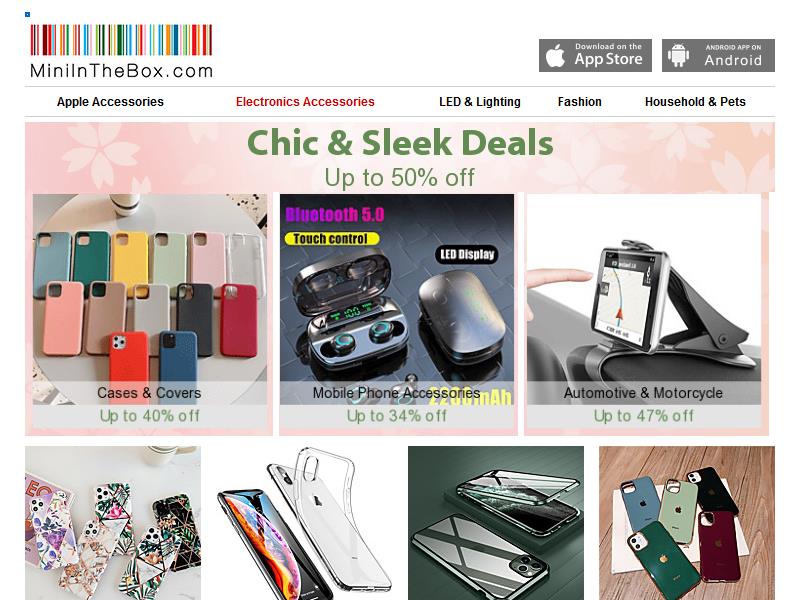 MiniInTheBox.com
Download on the
App Store
ANDROID APP ON
Android
Apple Accessories
Electronics Accessories
LED & Lighting
Fashion
Household & Pets
Chic & Sleek Deals
Up to 50% off
Bluetooth 5.0
Touch control
LED Display
Cases & Covers
Up to 40% off
Mobile Phone Accessories
Up to 34% off
Automotive & Motorcycle
Up to 47% off